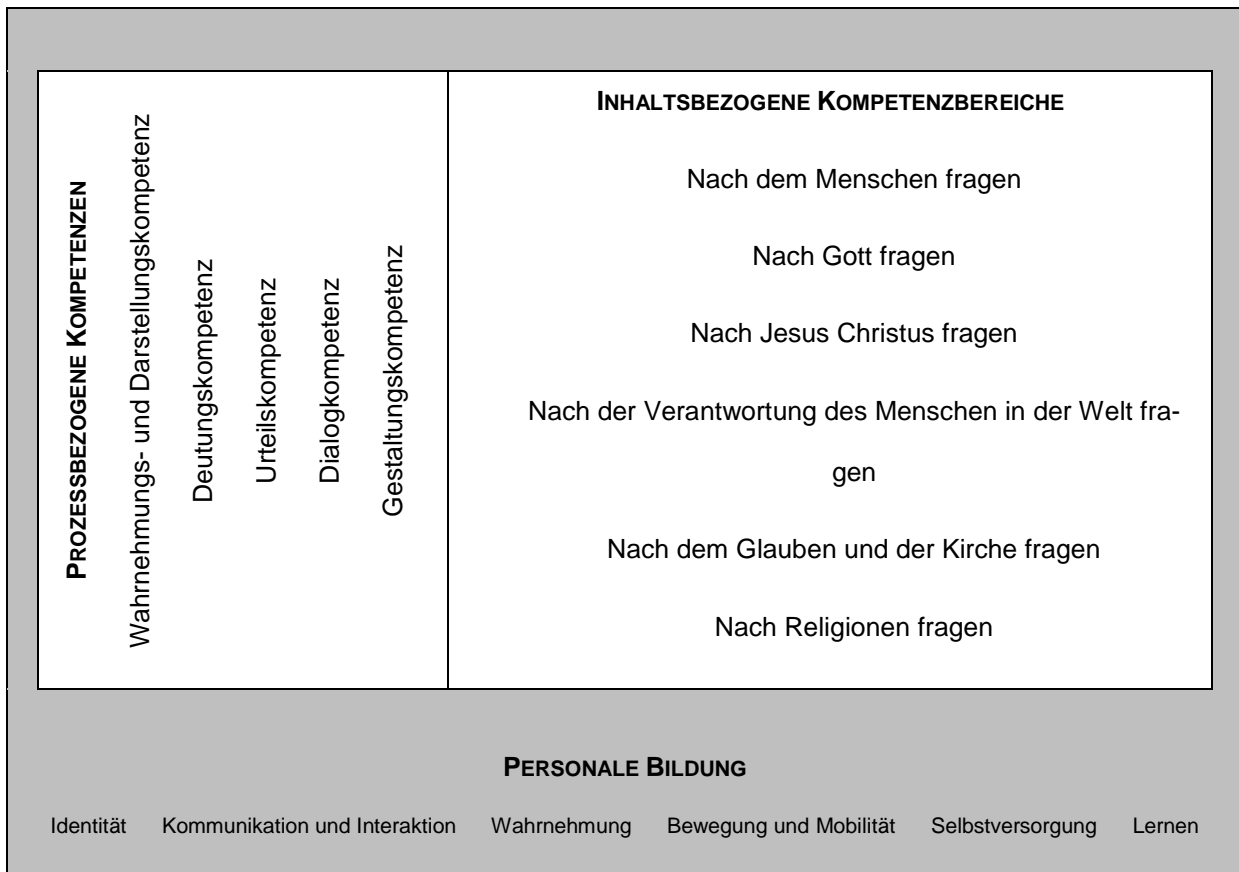 PROZESSBEZOGENE KOMPETENZEN
Wahrnehmungs- und Darstellungskompetenz
Deutungskompetenz
Urteilskompetenz
Dialogkompetenz
Gestaltungskompetenz
INHALTSBEZOGENE KOMPETENZBEREICHE
Nach dem Menschen fragen
Nach Gott fragen
Nach Jesus Christus fragen
Nach der Verantwortung des Menschen in der Welt fra-
gen
Nach dem Glauben und der Kirche fragen
Nach Religionen fragen
PERSONALE BILDUNG
Identität Kommunikation und Interaktion Wahrnehmung Bewegung und Mobilität Selbstversorgung Lernen